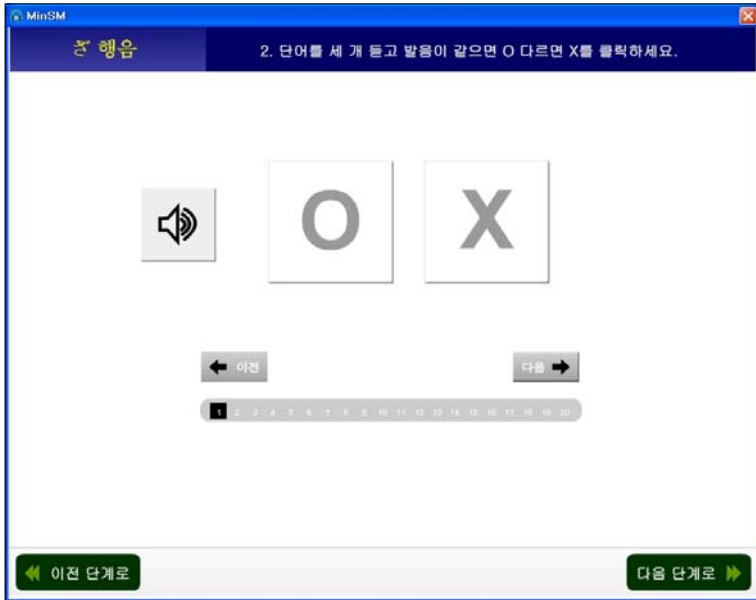 MinSM
ざ행음
2. 단어를 세 개 듣고 발음이 같으면 O 다르면 X를 클릭하세요.
O X
이전 다음
1 2 3 4 5 6 7 8 9 10 11 12 13 14 15 16 17 18 19 20
이전 단계로 다음 단계로